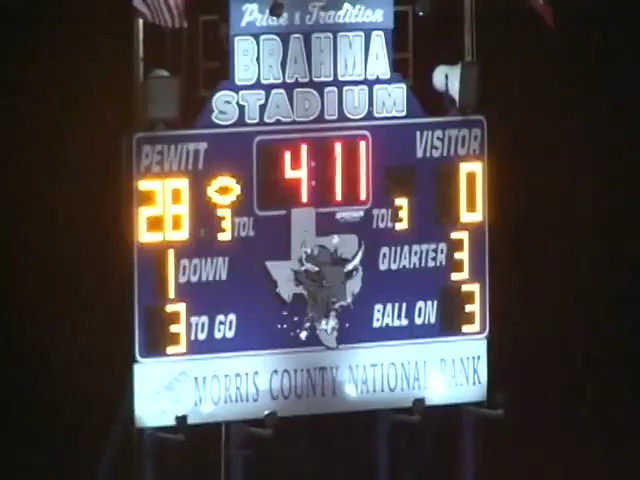 Pride & Tradition
BRAHMA
STADIUM
PEWITT 4:11 VISITOR
28 3 TOL TOL 3 0
1 DOWN QUARTER 3
3 TO GO BALL ON 3
MORRIS COUNTY NATIONAL BANK